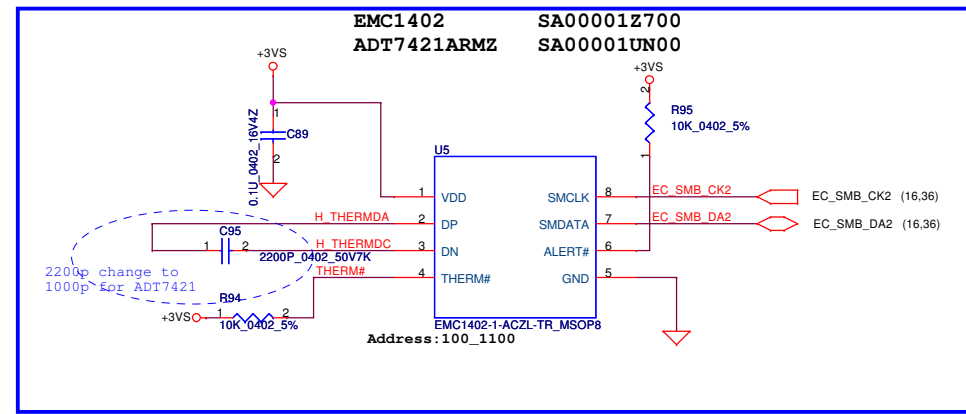 EMC1402 SA00001Z700
ADT7421ARMZ SA00001UN00
+3VS
+3VS
1
C89
0.1U_0402_16V4Z
2
2
R95
10K_0402_5%
1
U5
1 VDD
2 DP
3 DN
4 THERM#
SMCLK 8
SMDATA 7
ALERT# 6
GND 5
EC_SMB_CK2
EC_SMB_CK2 (16,36)
EC_SMB_DA2
EC_SMB_DA2 (16,36)
H_THERMDA
C95
1 2
H_THERMDC
2200P_0402_50V7K
THERM#
2200p change to
1000p for ADT7421
R94
+3VS
1 2
10K_0402_5%
EMC1402-1-ACZL-TR_MSOP8
Address:100_1100